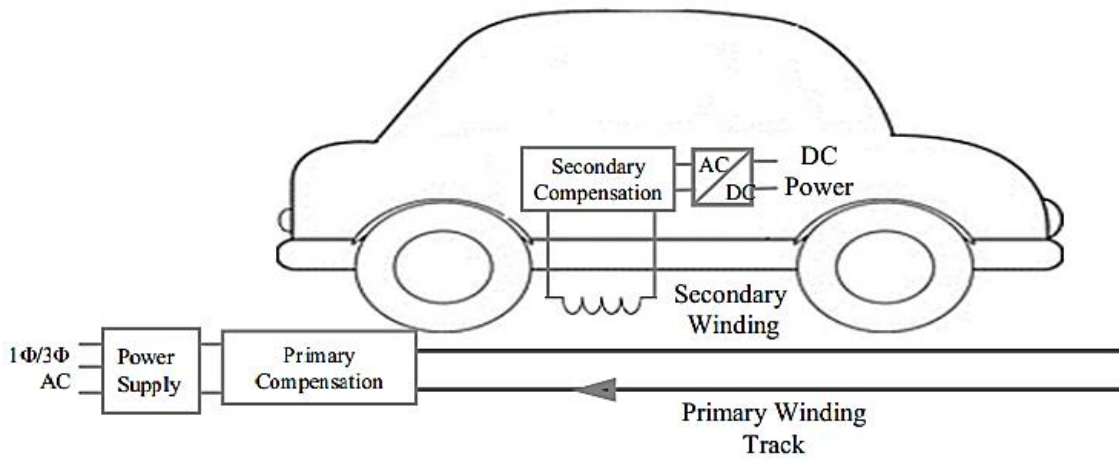 Secondary
Compensation
AC
DC
DC
Power
Secondary
Winding
1Φ/3Φ
AC
Power
Supply
Primary
Compensation
Primary Winding
Track